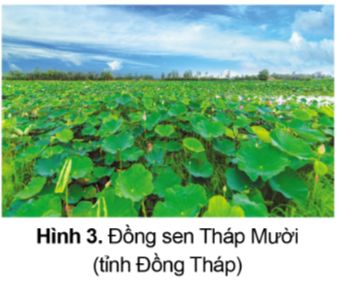 Hình 3. Đồng sen Tháp Mười
(tỉnh Đồng Tháp)